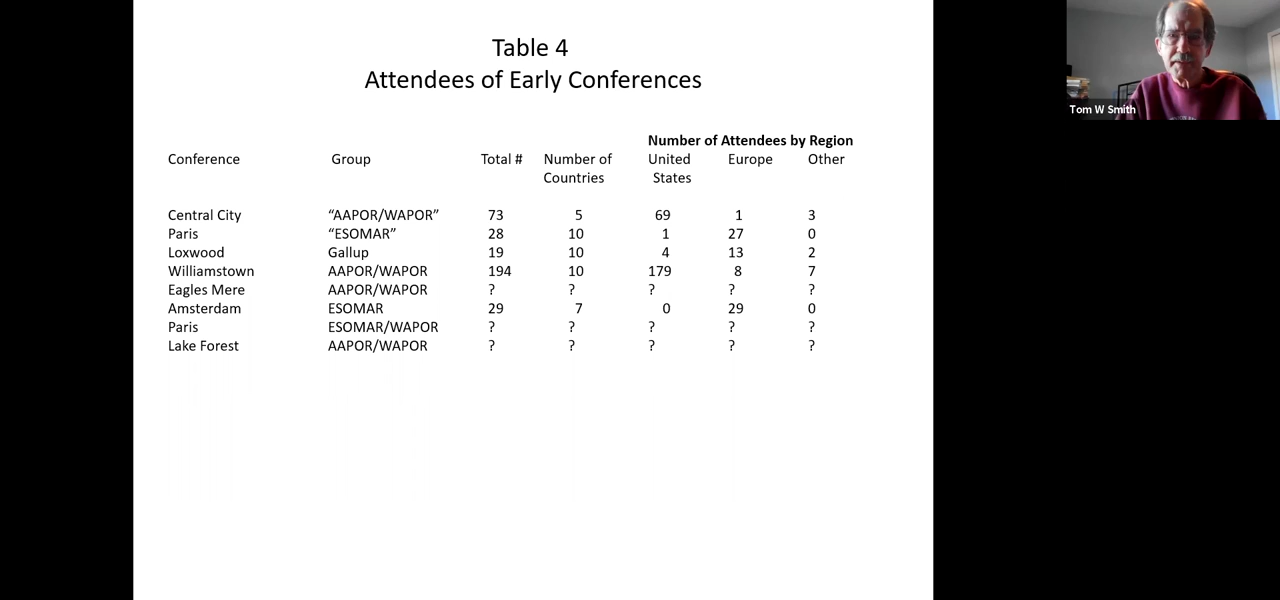 Table 4
Attendees of Early Conferences
Number of Attendees by Region
Conference Group Total # Number of United Europe Other
Countries States
Central City “AAPOR/WAPOR” 73 5 69 1 3
Paris “ESOMAR” 28 10 1 27 0
Loxwood Gallup 19 10 4 13 2
Williamstown AAPOR/WAPOR 194 10 179 8 7
Eagles Mere AAPOR/WAPOR ? ? ? ? ?
Amsterdam ESOMAR 29 7 0 29 0
Paris ESOMAR/WAPOR ? ? ? ? ?
Lake Forest AAPOR/WAPOR ? ? ? ? ?
Tom W Smith